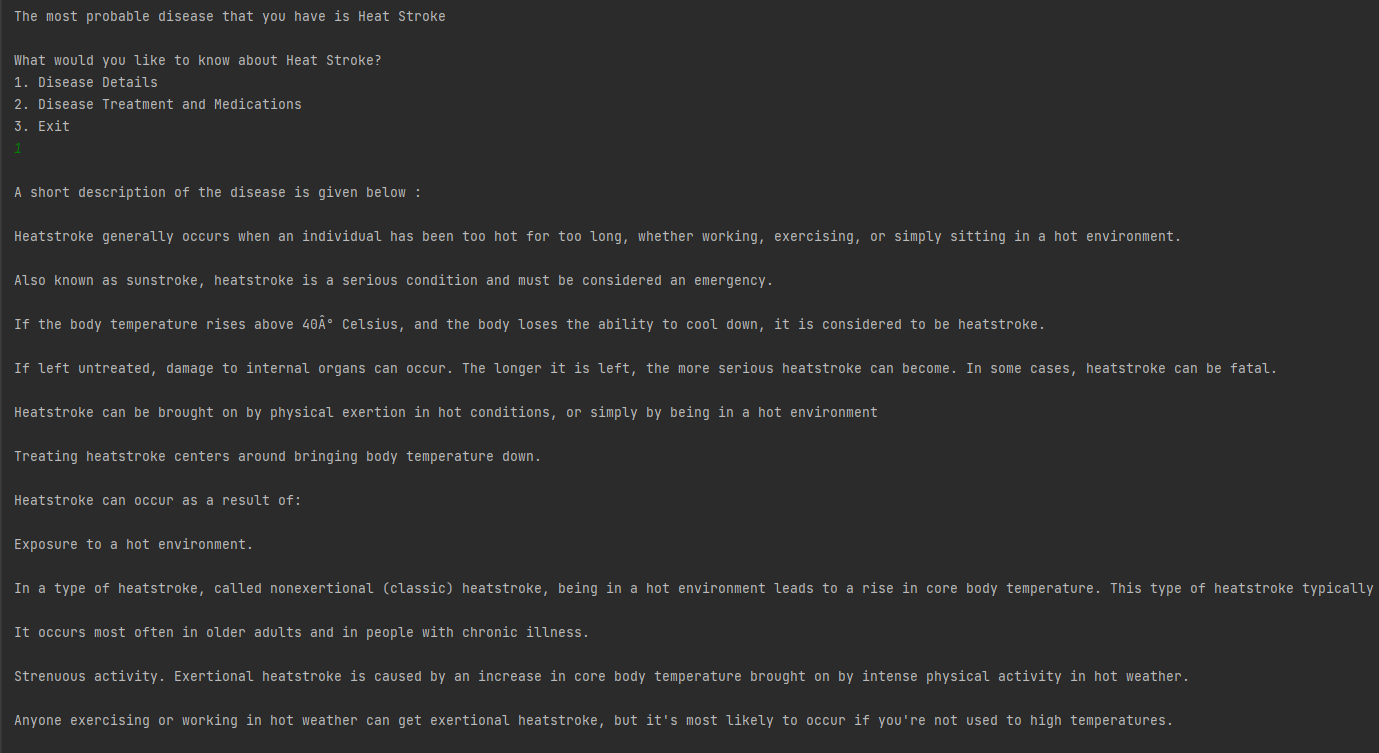 The most probable disease that you have is Heat Stroke
What would you like to know about Heat Stroke?
1. Disease Details
2. Disease Treatment and Medications
3. Exit
1
A short description of the disease is given below :
Heatstroke generally occurs when an individual has been too hot for too long, whether working, exercising, or simply sitting in a hot environment.
Also known as sunstroke, heatstroke is a serious condition and must be considered an emergency.
If the body temperature rises above 40Âº Celsius, and the body loses the ability to cool down, it is considered to be heatstroke.
If left untreated, damage to internal organs can occur. The longer it is left, the more serious heatstroke can become. In some cases, heatstroke can be fatal.
Heatstroke can be brought on by physical exertion in hot conditions, or simply by being in a hot environment
Treating heatstroke centers around bringing body temperature down.
Heatstroke can occur as a result of:
Exposure to a hot environment.
In a type of heatstroke, called nonexertional (classic) heatstroke, being in a hot environment leads to a rise in core body temperature. This type of heatstroke typically
It occurs most often in older adults and in people with chronic illness.
Strenuous activity. Exertional heatstroke is caused by an increase in core body temperature brought on by intense physical activity in hot weather.
Anyone exercising or working in hot weather can get exertional heatstroke, but it's most likely to occur if you're not used to high temperatures.